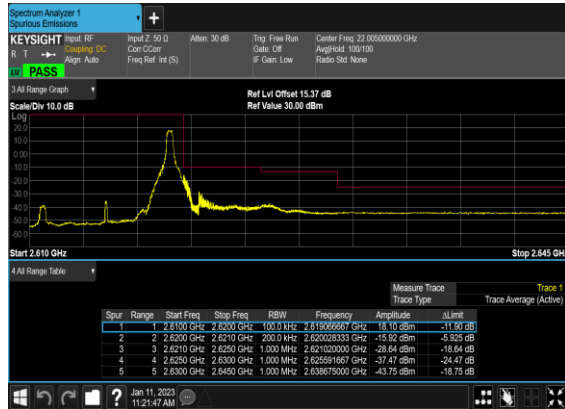 Spectrum Analyzer 1
Spurious Emissions
+
KEYSIGHT Input: RF Input Z: 50 Ω Atten: 30 dB Trig: Free Run Center Freq: 22.005000000 GHz
R T Coupling: DC Corr CCorr Gate: Off Avg|Hold: 100/100
Align: Auto Freq Ref: Int (S) IF Gain: Low Radio Std: None
PASS
3 All Range Graph Ref Lvl Offset 15.37 dB
Scale/Div 10.0 dB Ref Value 30.00 dBm
Log
20.0
10.0
0.00
-10.0
-20.0
-30.0
-40.0
-50.0
-60.0
Start 2.610 GHz Stop 2.645 GH
4 All Range Table
Measure Trace Trace 1
Trace Type Trace Average (Active)
Spur Range Start Freq Stop Freq RBW Frequency Amplitude ΔLimit
1 1 2.6100 GHz 2.6200 GHz 100.0 kHz 2.619066667 GHz 18.10 dBm -11.90 dB
2 2 2.6200 GHz 2.6210 GHz 200.0 kHz 2.620028333 GHz -15.92 dBm -5.925 dB
3 3 2.6210 GHz 2.6250 GHz 1.000 MHz 2.621020000 GHz -28.64 dBm -18.64 dB
4 4 2.6250 GHz 2.6300 GHz 1.000 MHz 2.625591667 GHz -37.47 dBm -24.47 dB
5 5 2.6300 GHz 2.6450 GHz 1.000 MHz 2.638675000 GHz -43.75 dBm -18.75 dB
? Jan 11, 2023
11:21:47 AM